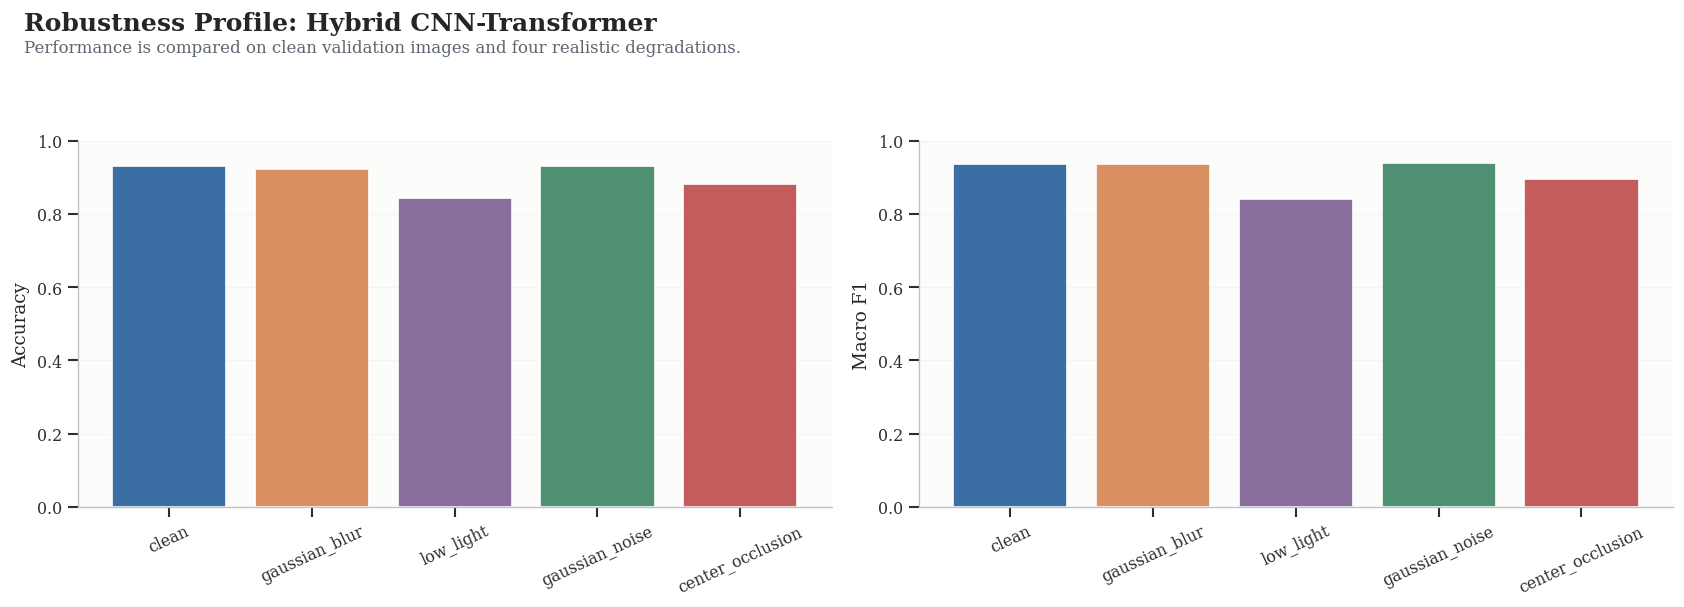 Robustness Profile: Hybrid CNN-Transformer
Performance is compared on clean validation images and four realistic degradations.
Accuracy
1.0
0.8
0.6
0.4
0.2
0.0
clean
gaussian_blur
low_light
gaussian_noise
center_occlusion
Macro F1
1.0
0.8
0.6
0.4
0.2
0.0
clean
gaussian_blur
low_light
gaussian_noise
center_occlusion